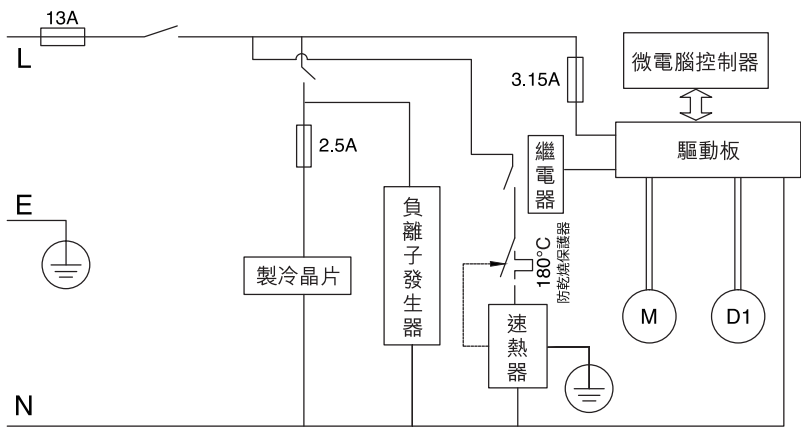 13A
L
3.15A
微電腦控制器
2.5A
繼電器
驅動板
E
負離子發生器
180°C
防乾燒保護器
製冷晶片
速熱器
M
D1
N